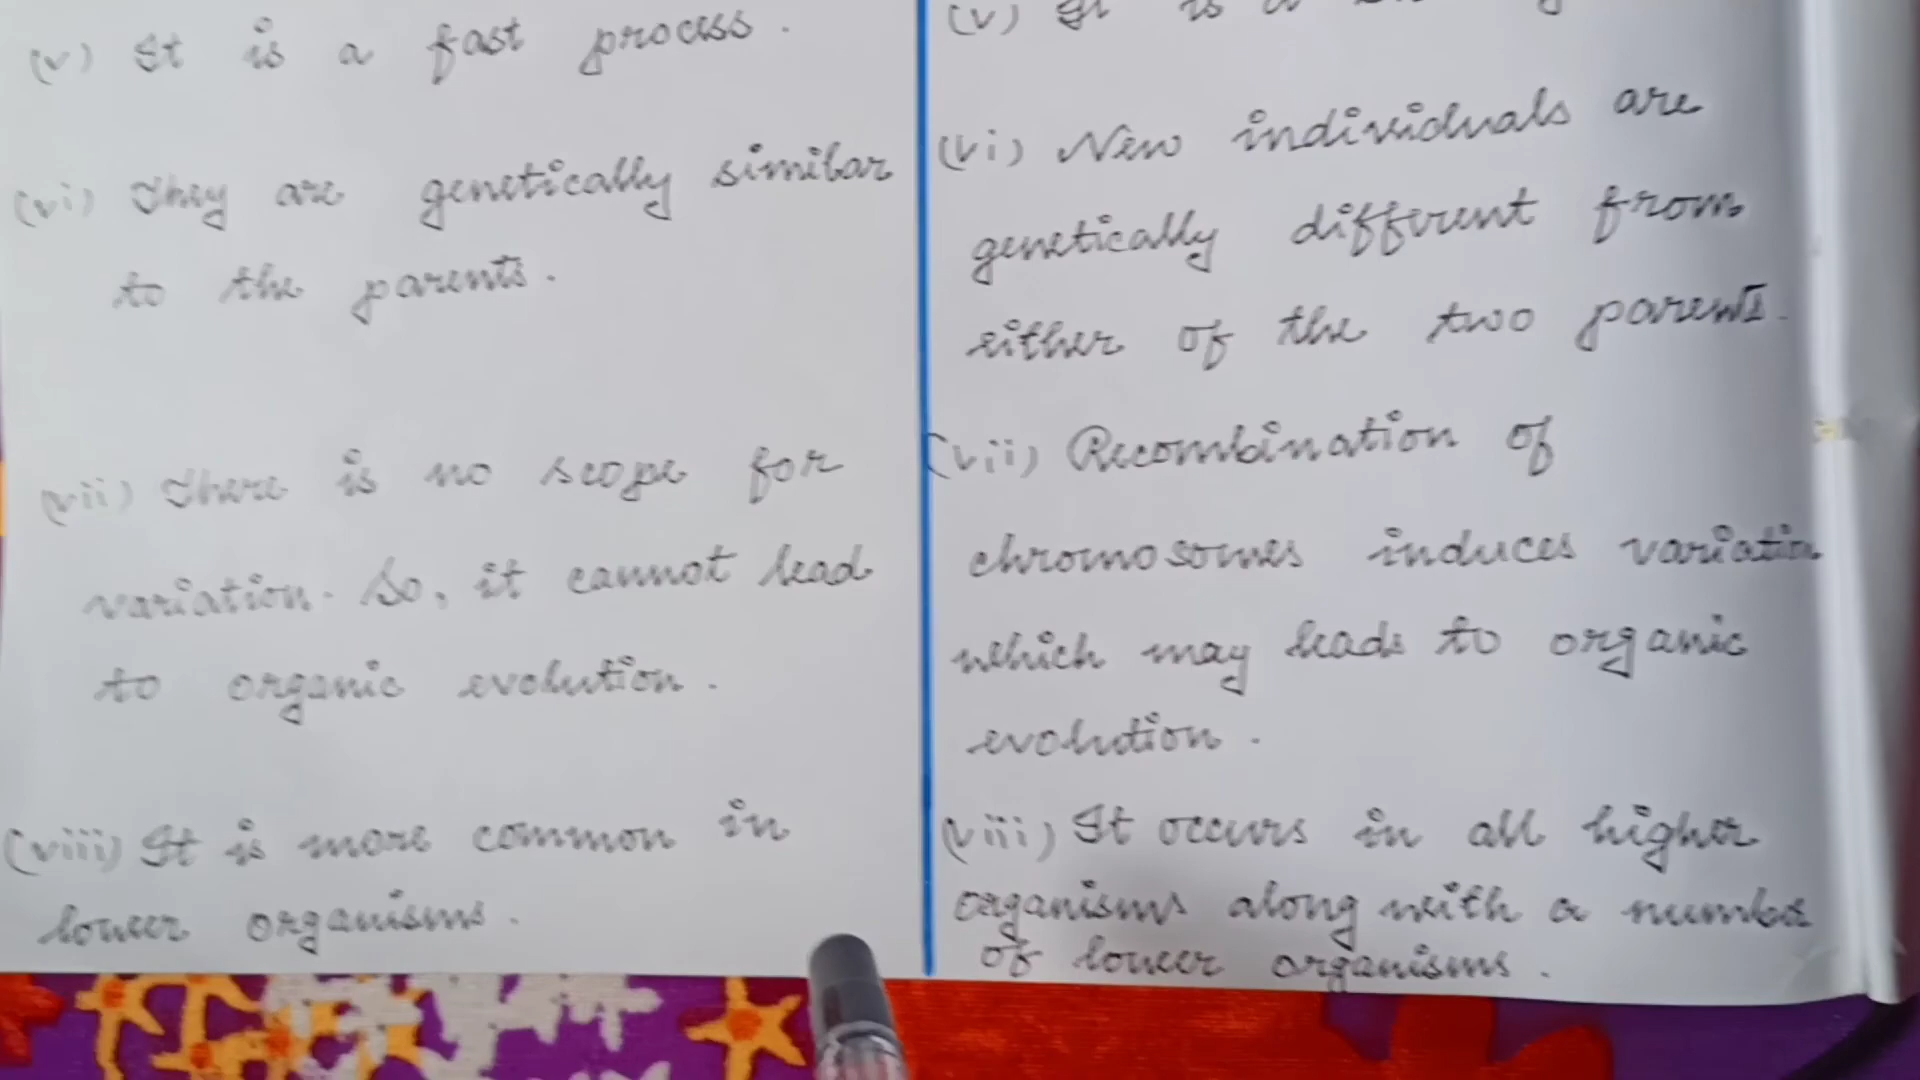 (v) It is a fast process.
(vi) They are genetically similar
to the parents.
(vii) There is no scope for
variation. So, it cannot lead
to organic evolution.
(viii) It is more common in
lower organisms.
(v) It is a
(vi) New individuals are
genetically different from
either of the two parents.
(vii) Recombination of
chromosomes induces variation
which may leads to organic
evolution.
(viii) It occurs in all higher
organisms along with a number
of lower organisms.